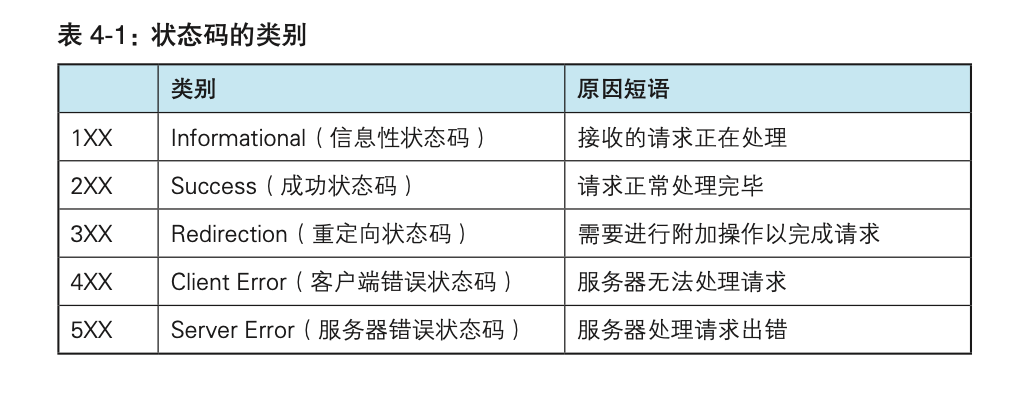 表 4-1：状态码的类别
类别 原因短语
1XX Informational（信息性状态码） 接收的请求正在处理
2XX Success（成功状态码） 请求正常处理完毕
3XX Redirection（重定向状态码） 需要进行附加操作以完成请求
4XX Client Error（客户端错误状态码） 服务器无法处理请求
5XX Server Error（服务器错误状态码） 服务器处理请求出错